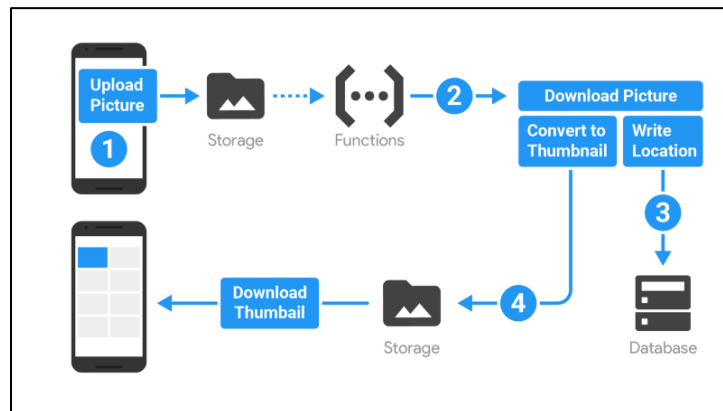 Upload
Picture
1
Storage
Functions
2
Download Picture
Convert to
Thumbnail
Write
Location
3
Download
Thumbail
Storage
4
Database